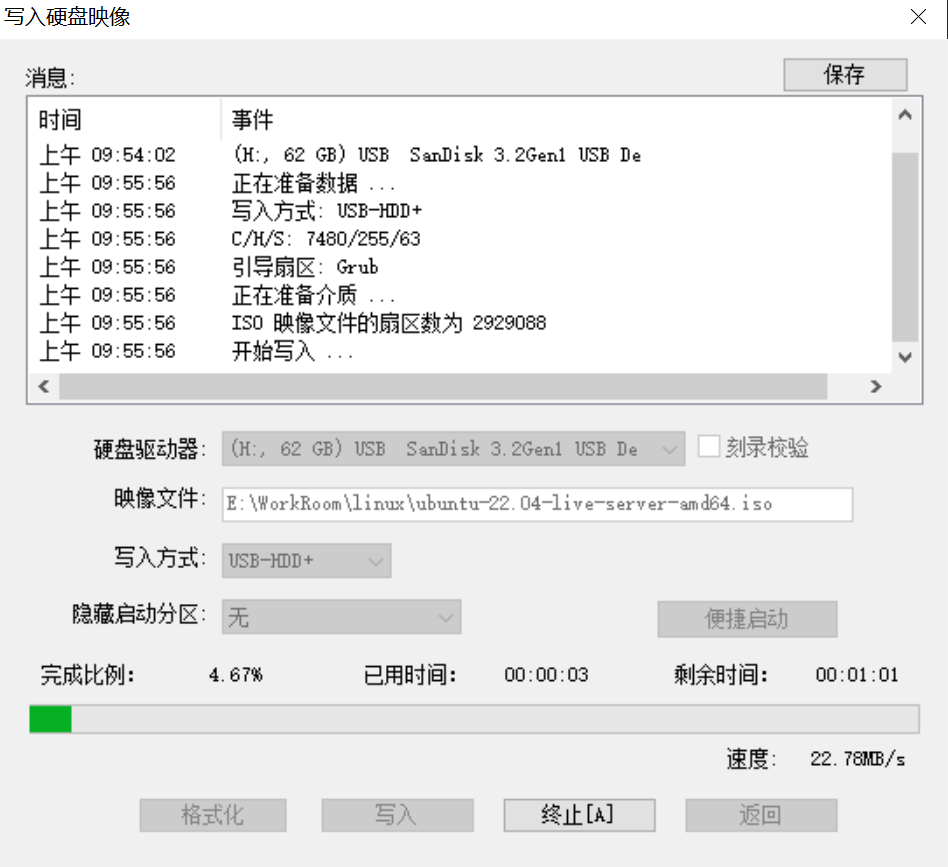 写入硬盘映像
消息:
保存
时间 事件
上午 09:54:02 (H:, 62 GB) USB SanDisk 3.2Gen1 USB De
上午 09:55:56 正在准备数据 ...
上午 09:55:56 写入方式: USB-HDD+
上午 09:55:56 C/H/S: 7480/255/63
上午 09:55:56 引导扇区: Grub
上午 09:55:56 正在准备介质 ...
上午 09:55:56 ISO 映像文件的扇区数为 2929088
上午 09:55:56 开始写入 ...
硬盘驱动器: (H:, 62 GB) USB SanDisk 3.2Gen1 USB De 刻录校验
映像文件: E:\WorkRoom\linux\ubuntu-22.04-live-server-amd64.iso
写入方式: USB-HDD+
隐藏启动分区: 无 便捷启动
完成比例: 4.67% 已用时间: 00:00:03 剩余时间: 00:01:01
速度: 22.78MB/s
格式化 写入 终止[A] 返回